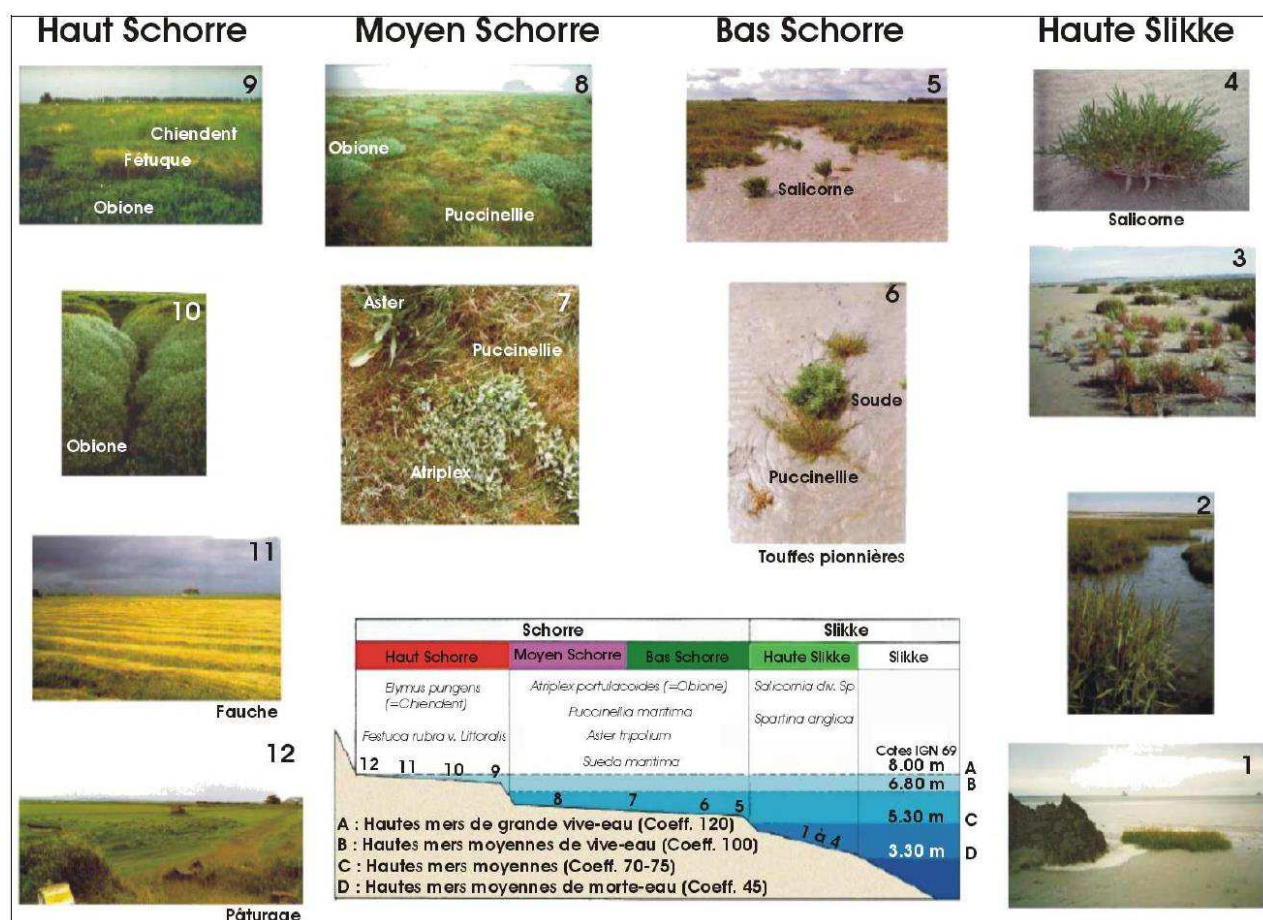 Haut Schorre
Moyen Schorre
Bas Schorre
Haute Slikke
9
Chiendent
Fétuque
Obione
8
Obione
Puccinellie
5
Salicorne
4
Salicorne
10
Obione
7
Aster
Puccinellie
Atriplex
6
Soude
Puccinellie
Touffes pionnières
3
11
Fauche
2
12
Pâturage
1
Schorre
Slikke
Haut Schorre
Moyen Schorre
Bas Schorre
Haute Slikke
Slikke
Elymus pungens
(=Chiendent)
Festuca rubra v. Littoralis
Atriplex portulacoides (=Obione)
Puccinellia maritima
Aster tripolium
Sueda maritima
Salicornia div. Sp
Spartina anglica
Cotes IGN 69
8.00 m A
6.80 m B
5.30 m C
3.30 m D
12 11 10 9
8 7 6 5
1 à 4
A : Hautes mers de grande vive-eau (Coeff. 120)
B : Hautes mers moyennes de vive-eau (Coeff. 100)
C : Hautes mers moyennes (Coeff. 70-75)
D : Hautes mers moyennes de morte-eau (Coeff. 45)